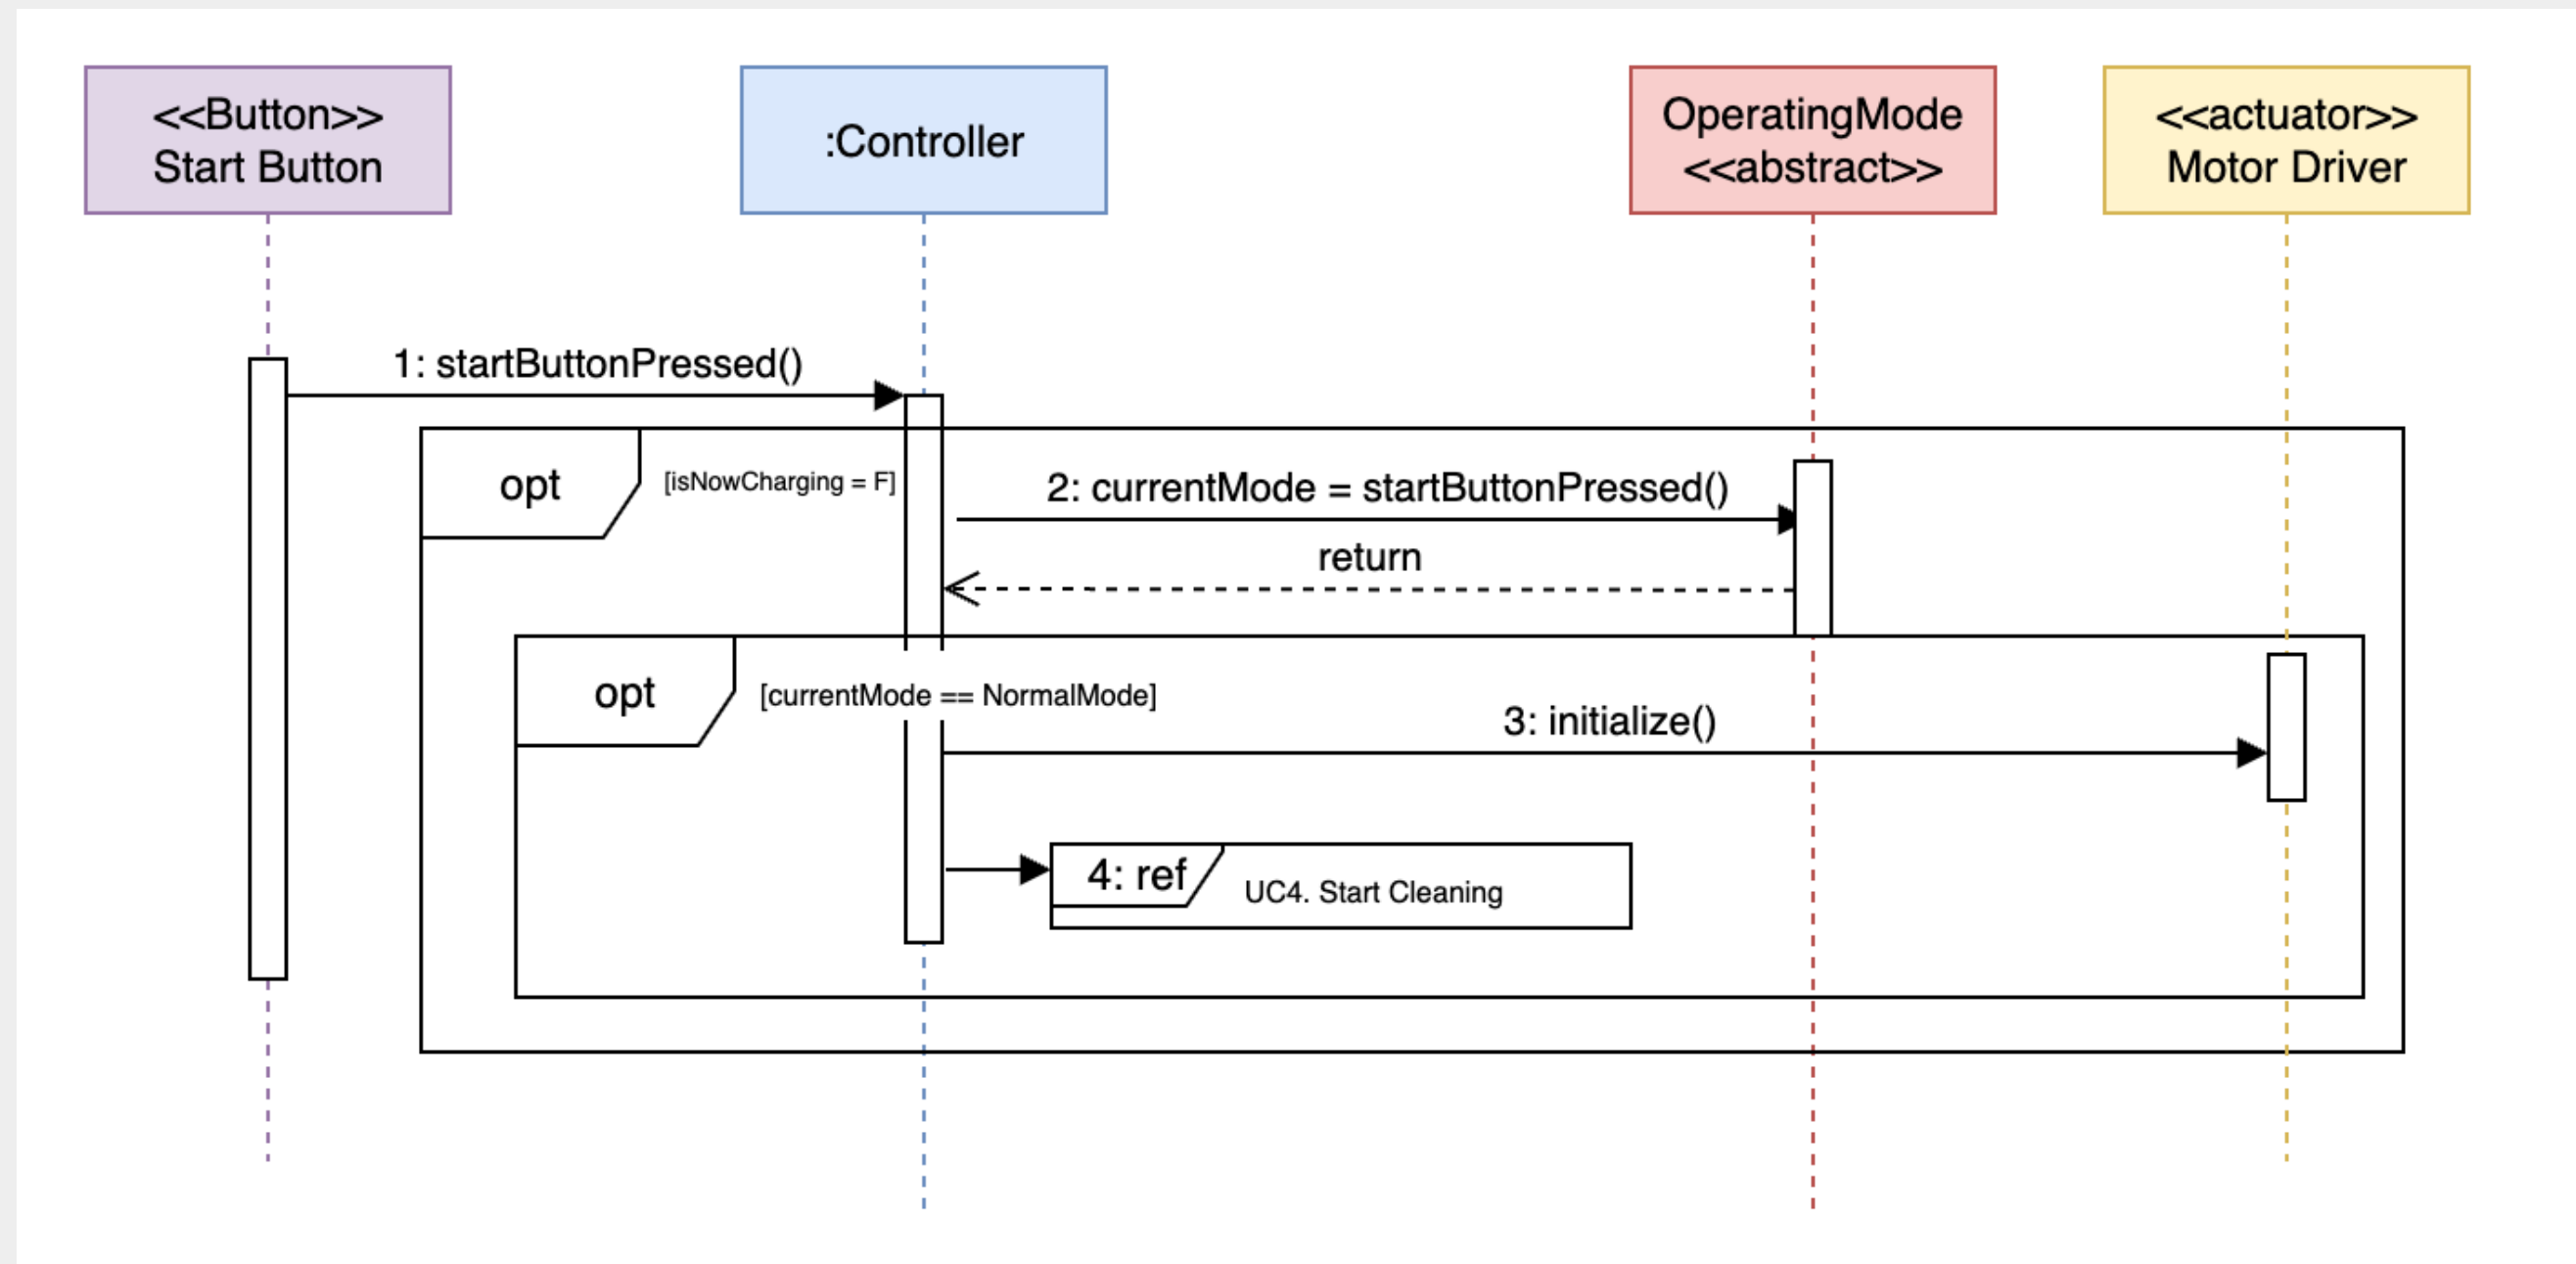 <<Button>>
Start Button
:Controller
OperatingMode
<<abstract>>
<<actuator>>
Motor Driver
1: startButtonPressed()
opt
[isNowCharging = F]
2: currentMode = startButtonPressed()
return
opt
[currentMode == NormalMode]
3: initialize()
4: ref
UC4. Start Cleaning